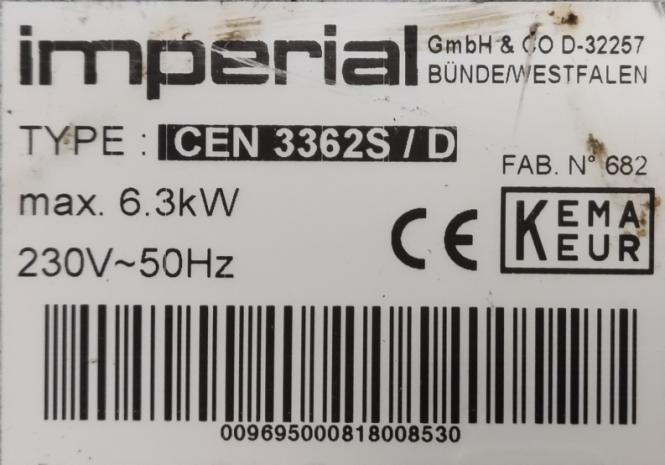 imperial
GmbH & CO D-32257
BÜNDE/WESTFALEN
TYPE : CEN 3362S / D
FAB. N° 682
max. 6.3kW
230V~50Hz
CE
KEMA
KEUR
009695000818008530